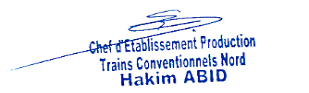 Chef d'Etablissement Production
Trains Conventionnels Nord
Hakim ABID